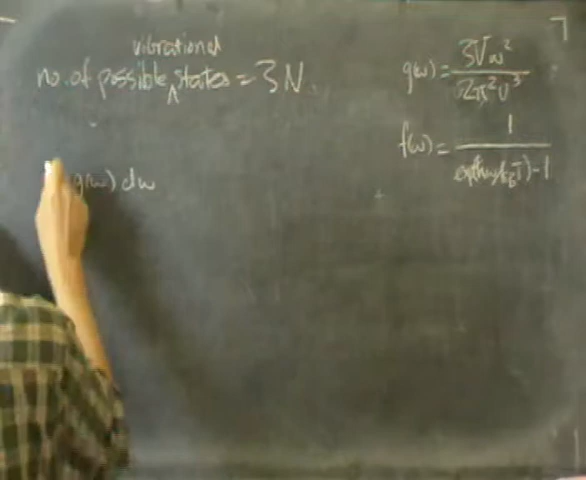 vibrational
no. of possible ^ states = 3N
g(ω) = 3Vω² / 2π²v³
f(ω) = 1 / exp(ħω/k_BT) - 1
g(ω) dω